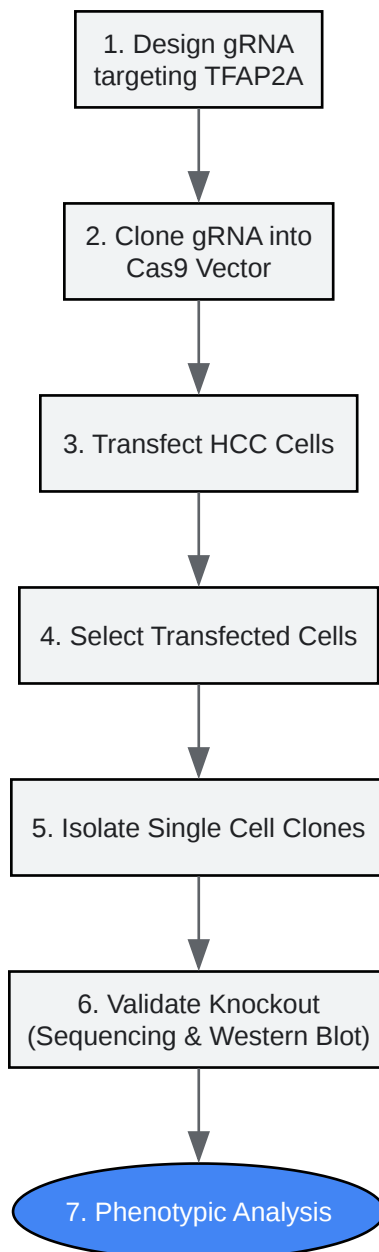 1. Design gRNA
targeting TFAP2A
2. Clone gRNA into
Cas9 Vector
3. Transfect HCC Cells
4. Select Transfected Cells
5. Isolate Single Cell Clones
6. Validate Knockout
(Sequencing & Western Blot)
7. Phenotypic Analysis